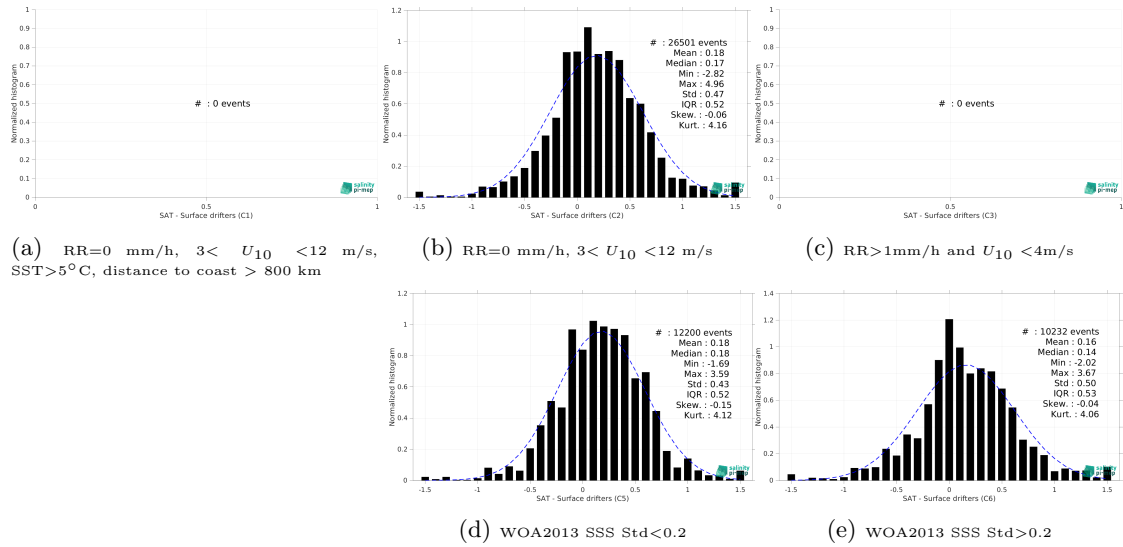 1
0.9
0.8
0.7
0.6
0.5
0.4
0.3
0.2
0.1
0
Normalized histogram
# : 0 events
salinity
pi-mep
0 0.5 1
SAT - Surface drifters (C1)
(a) RR=0 mm/h, 3< U10 <12 m/s,
SST>5°C, distance to coast > 800 km
1.2
1
0.8
0.6
0.4
0.2
0
Normalized histogram
# : 26501 events
Mean : 0.18
Median : 0.17
Min : -2.82
Max : 4.96
Std : 0.47
IQR : 0.52
Skew. : -0.06
Kurt. : 4.16
salinity
pi-mep
-1.5 -1 -0.5 0 0.5 1 1.5
SAT - Surface drifters (C2)
(b) RR=0 mm/h, 3< U10 <12 m/s
1
0.9
0.8
0.7
0.6
0.5
0.4
0.3
0.2
0.1
0
Normalized histogram
# : 0 events
salinity
pi-mep
0 0.5 1
SAT - Surface drifters (C3)
(c) RR>1mm/h and U10 <4m/s
1.2
1
0.8
0.6
0.4
0.2
0
Normalized histogram
# : 12200 events
Mean : 0.18
Median : 0.18
Min : -1.69
Max : 3.59
Std : 0.43
IQR : 0.52
Skew. : -0.15
Kurt. : 4.12
salinity
pi-mep
-1.5 -1 -0.5 0 0.5 1 1.5
SAT - Surface drifters (C5)
(d) WOA2013 SSS Std<0.2
1.4
1.2
1
0.8
0.6
0.4
0.2
0
Normalized histogram
# : 10232 events
Mean : 0.16
Median : 0.14
Min : -2.02
Max : 3.67
Std : 0.50
IQR : 0.53
Skew. : -0.04
Kurt. : 4.06
salinity
pi-mep
-1.5 -1 -0.5 0 0.5 1 1.5
SAT - Surface drifters (C6)
(e) WOA2013 SSS Std>0.2